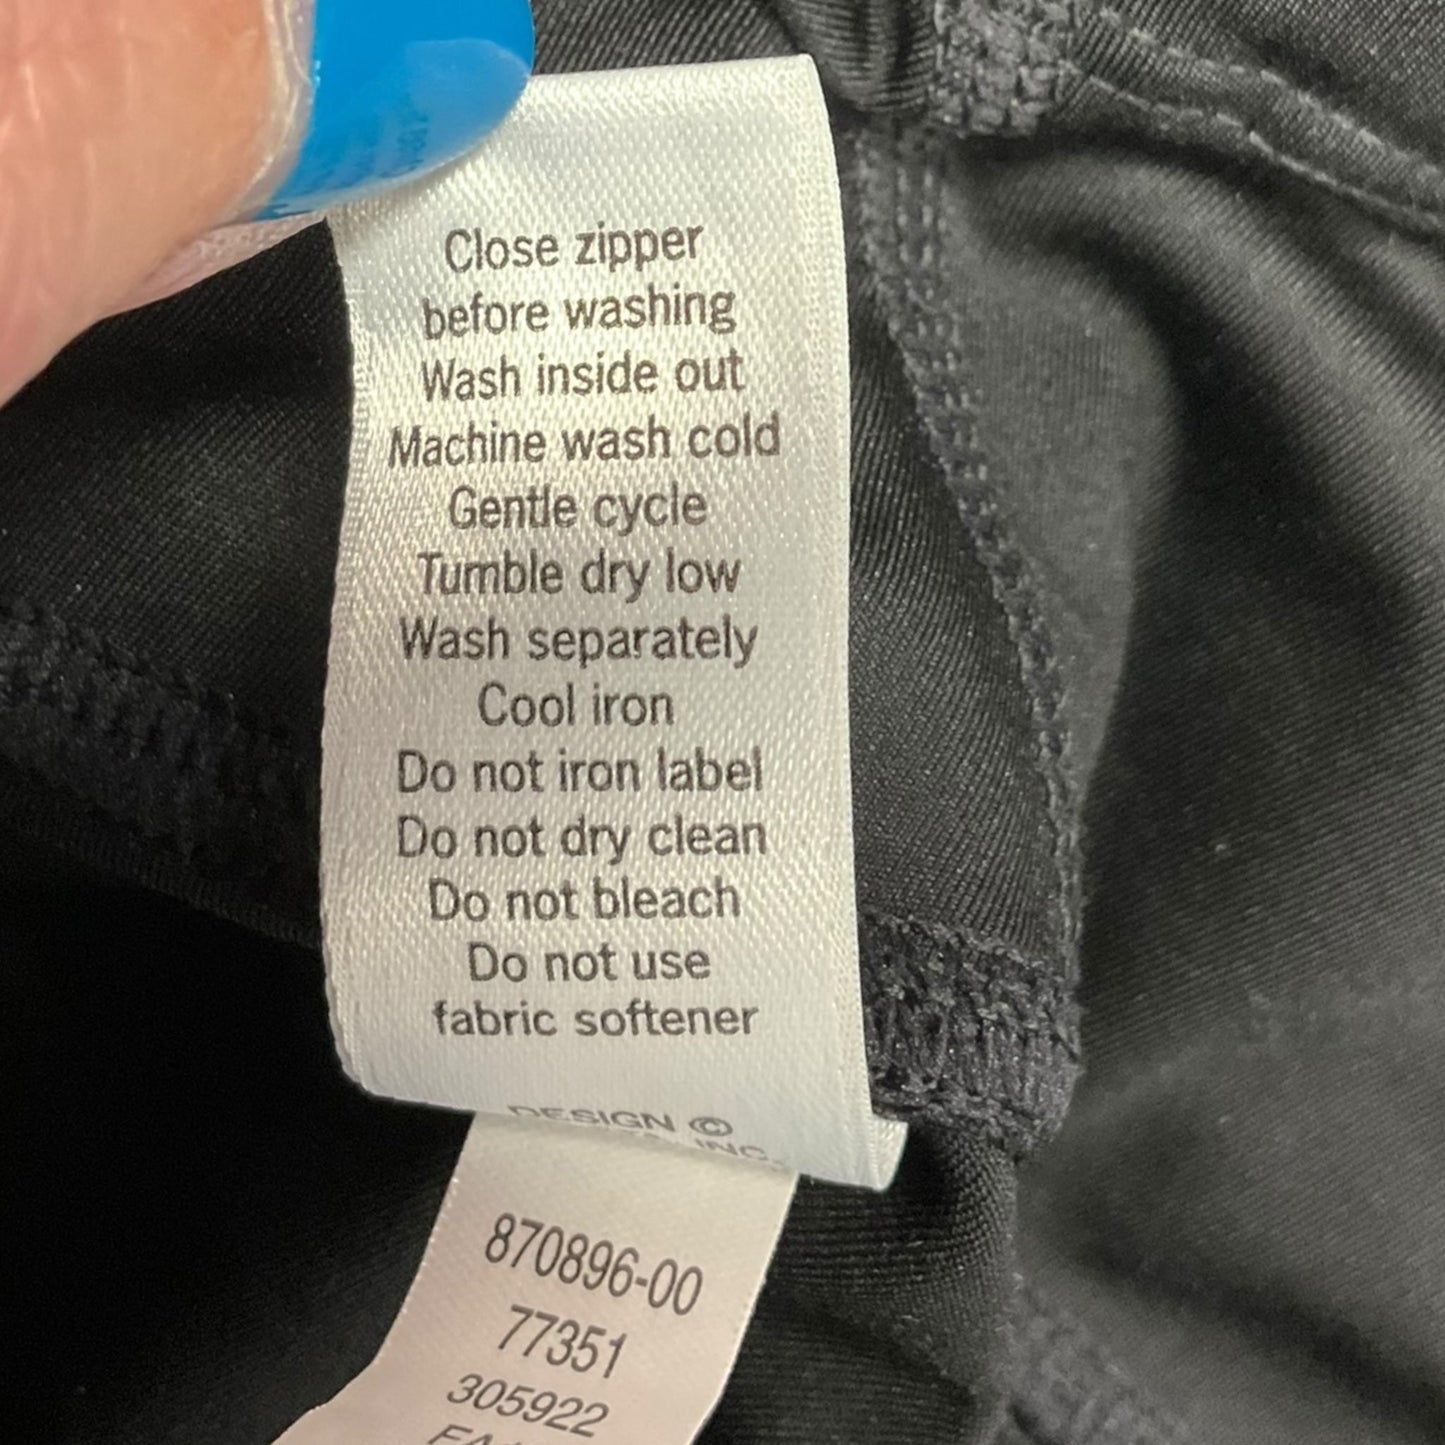 Close zipper
before washing
Wash inside out
Machine wash cold
Gentle cycle
Tumble dry low
Wash separately
Cool iron
Do not iron label
Do not dry clean
Do not bleach
Do not use
fabric softener
DESIGN ©
INC.
870896-00
77351
305922